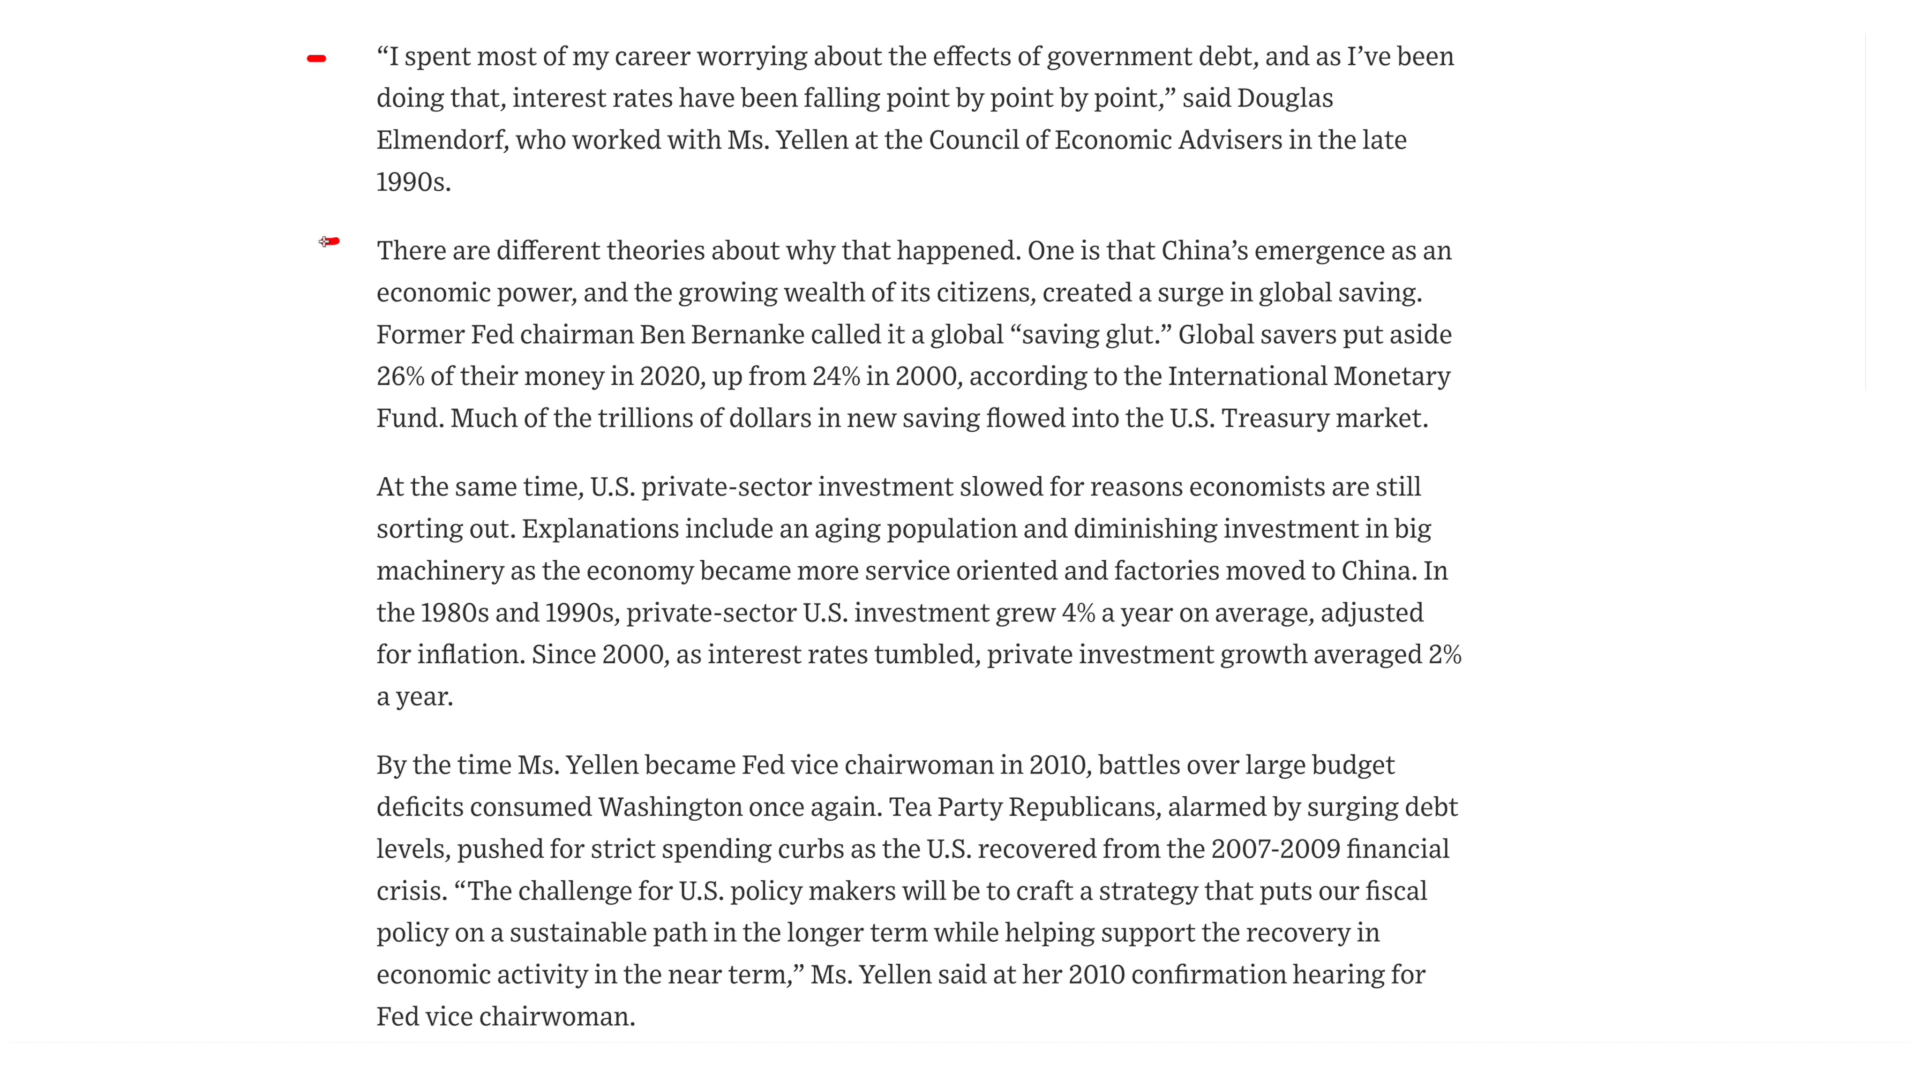 “I spent most of my career worrying about the effects of government debt, and as I’ve been
doing that, interest rates have been falling point by point by point,” said Douglas
Elmendorf, who worked with Ms. Yellen at the Council of Economic Advisers in the late
1990s.
There are different theories about why that happened. One is that China’s emergence as an
economic power, and the growing wealth of its citizens, created a surge in global saving.
Former Fed chairman Ben Bernanke called it a global “saving glut.” Global savers put aside
26% of their money in 2020, up from 24% in 2000, according to the International Monetary
Fund. Much of the trillions of dollars in new saving flowed into the U.S. Treasury market.
At the same time, U.S. private-sector investment slowed for reasons economists are still
sorting out. Explanations include an aging population and diminishing investment in big
machinery as the economy became more service oriented and factories moved to China. In
the 1980s and 1990s, private-sector U.S. investment grew 4% a year on average, adjusted
for inflation. Since 2000, as interest rates tumbled, private investment growth averaged 2%
a year.
By the time Ms. Yellen became Fed vice chairwoman in 2010, battles over large budget
deficits consumed Washington once again. Tea Party Republicans, alarmed by surging debt
levels, pushed for strict spending curbs as the U.S. recovered from the 2007-2009 financial
crisis. “The challenge for U.S. policy makers will be to craft a strategy that puts our fiscal
policy on a sustainable path in the longer term while helping support the recovery in
economic activity in the near term,” Ms. Yellen said at her 2010 confirmation hearing for
Fed vice chairwoman.